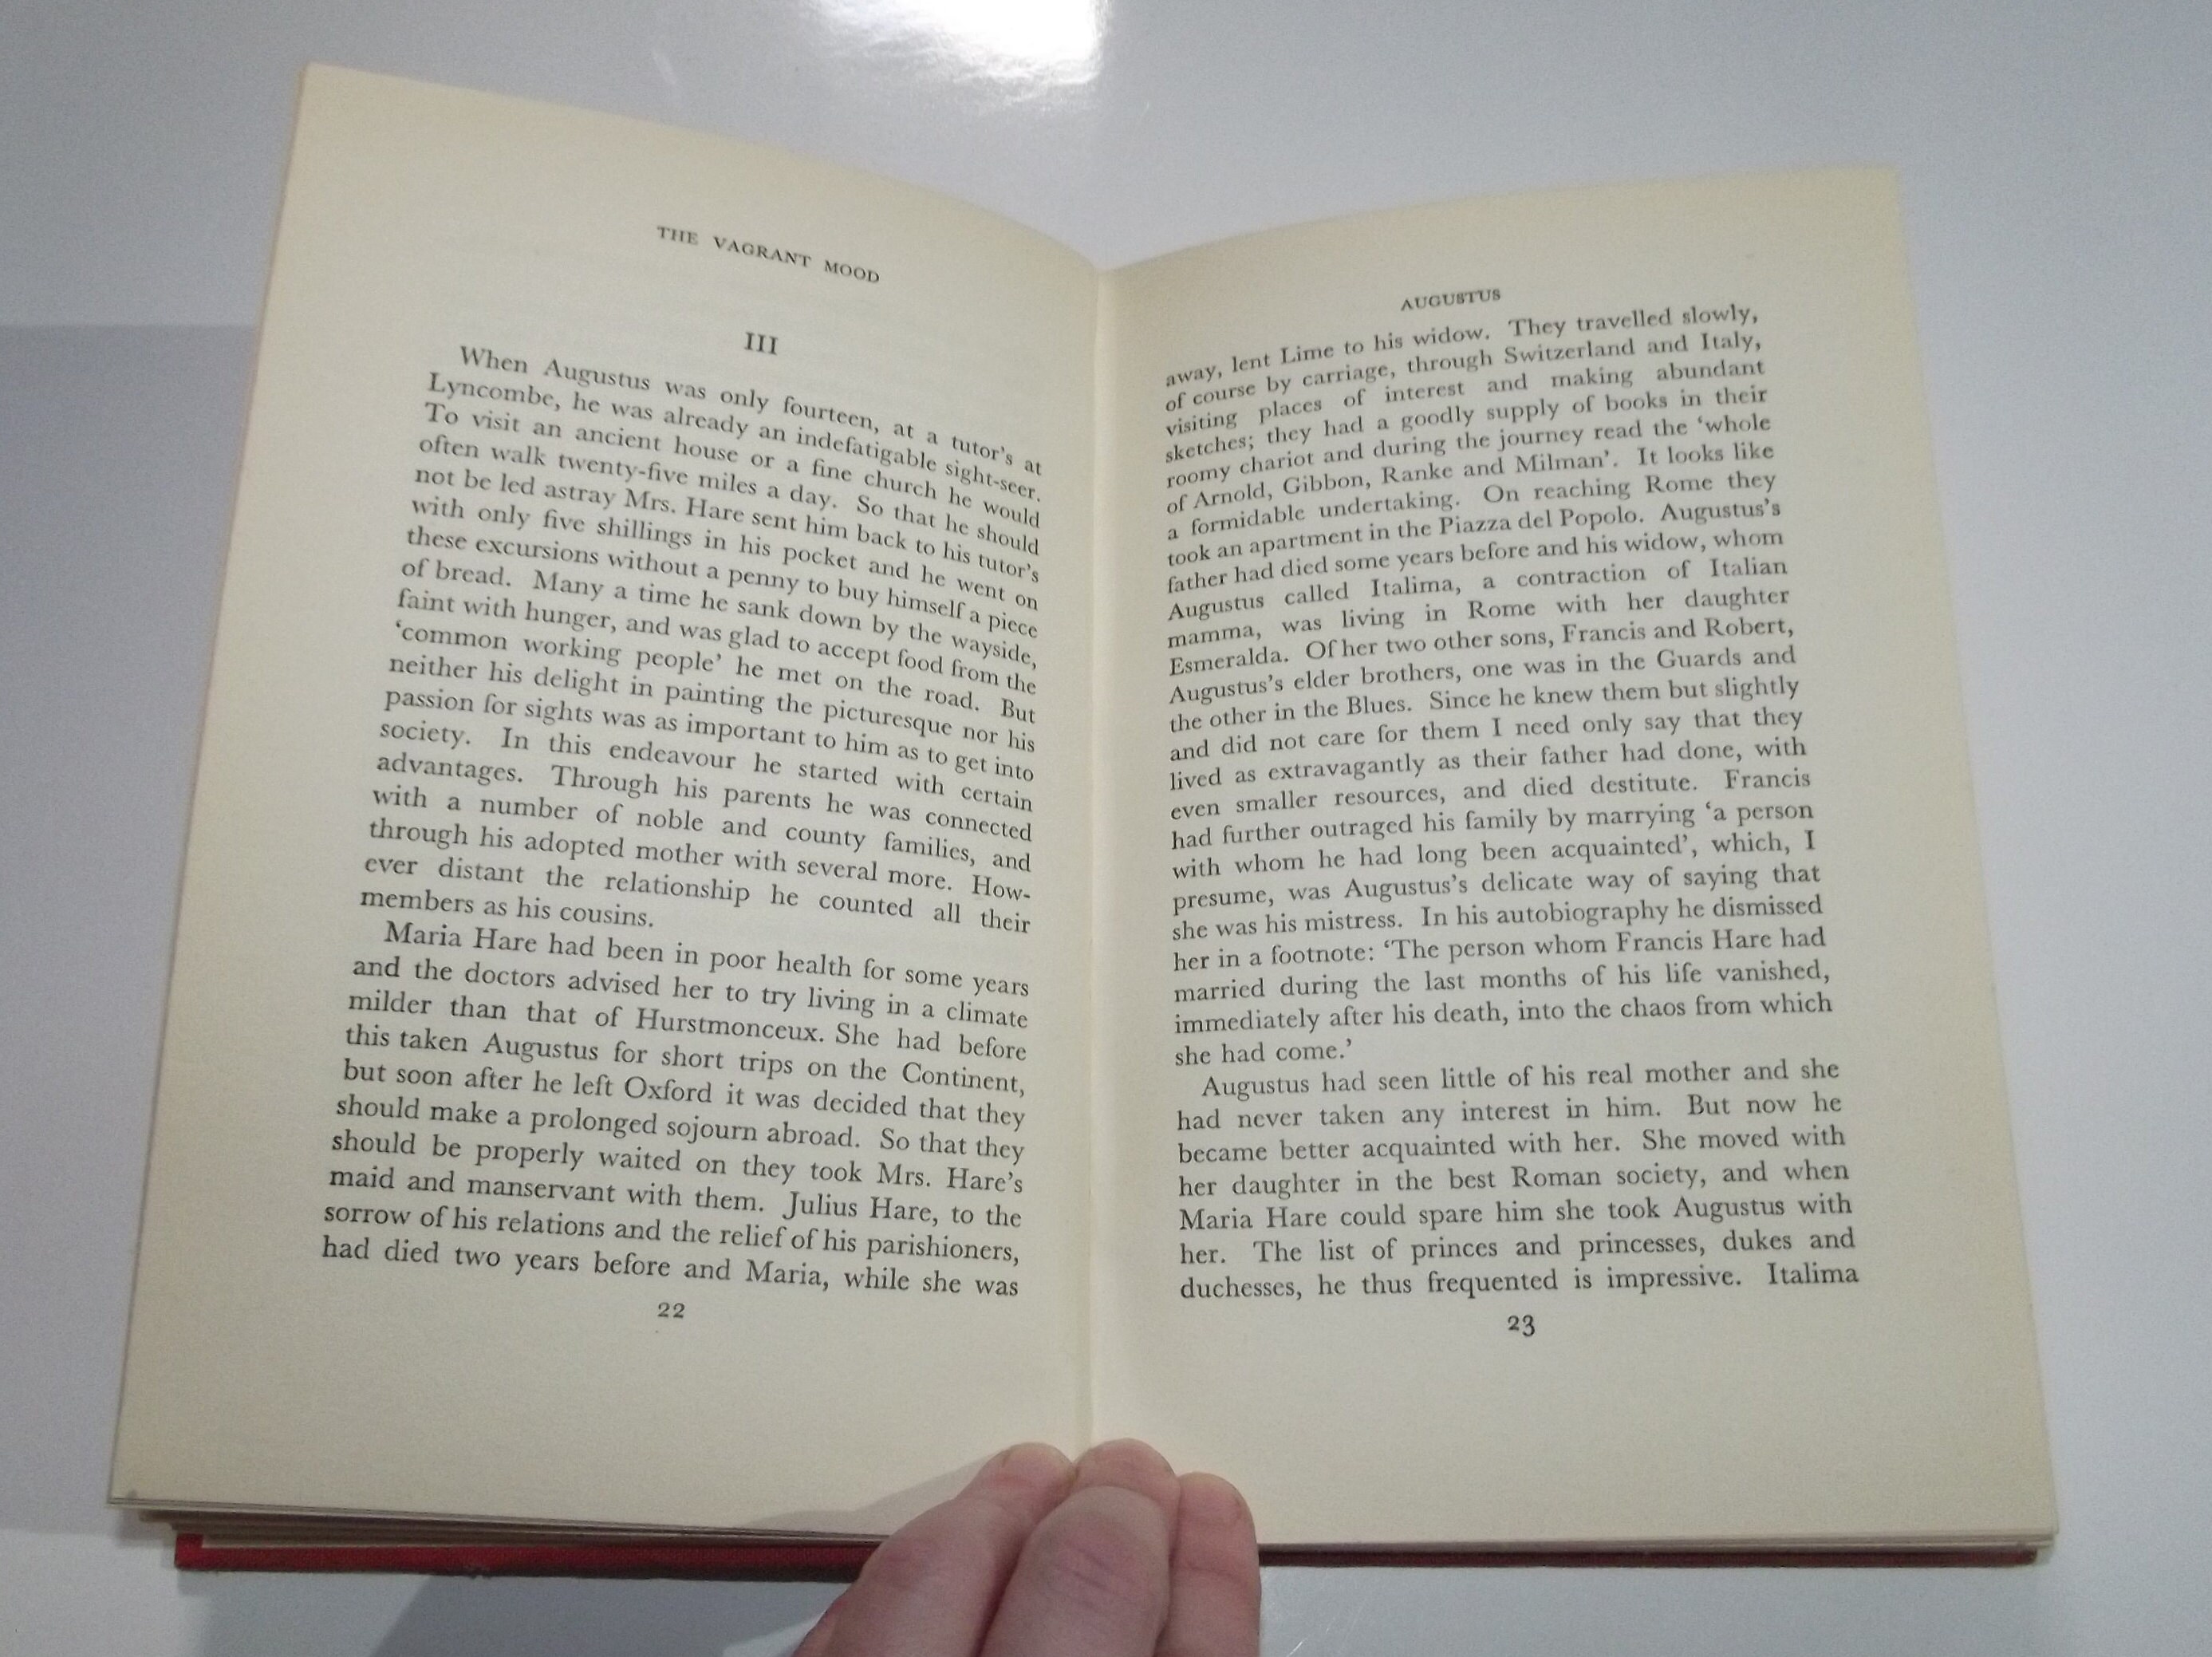 THE VAGRANT MOOD
III
When Augustus was only fourteen, at a tutor's at
Lyncombe, he was already an indefatigable sight-seer.
To visit an ancient house or a fine church he would
often walk twenty-five miles a day. So that he should
not be led astray Mrs. Hare sent him back to his tutor's
with only five shillings in his pocket and he went on
these excursions without a penny to buy himself a piece
of bread. Many a time he sank down by the wayside,
faint with hunger, and was glad to accept food from the
‘common working people’ he met on the road. But
neither his delight in painting the picturesque nor his
passion for sights was as important to him as to get into
society. In this endeavour he started with certain
advantages. Through his parents he was connected
with a number of noble and county families, and
through his adopted mother with several more. How-
ever distant the relationship he counted all their
members as his cousins.
Maria Hare had been in poor health for some years
and the doctors advised her to try living in a climate
milder than that of Hurstmonceux. She had before
this taken Augustus for short trips on the Continent,
but soon after he left Oxford it was decided that they
should make a prolonged sojourn abroad. So that they
should be properly waited on they took Mrs. Hare's
maid and manservant with them. Julius Hare, to the
sorrow of his relations and the relief of his parishioners,
had died two years before and Maria, while she was
22
AUGUSTUS
away, lent Lime to his widow. They travelled slowly,
of course by carriage, through Switzerland and Italy,
visiting places of interest and making abundant
sketches; they had a goodly supply of books in their
roomy chariot and during the journey read the ‘whole
of Arnold, Gibbon, Ranke and Milman’. It looks like
a formidable undertaking. On reaching Rome they
took an apartment in the Piazza del Popolo. Augustus's
father had died some years before and his widow, whom
Augustus called Italima, a contraction of Italian
mamma, was living in Rome with her daughter
Esmeralda. Of her two other sons, Francis and Robert,
Augustus's elder brothers, one was in the Guards and
the other in the Blues. Since he knew them but slightly
and did not care for them I need only say that they
lived as extravagantly as their father had done, with
even smaller resources, and died destitute. Francis
had further outraged his family by marrying ‘a person
with whom he had long been acquainted’, which, I
presume, was Augustus's delicate way of saying that
she was his mistress. In his autobiography he dismissed
her in a footnote: ‘The person whom Francis Hare had
married during the last months of his life vanished,
immediately after his death, into the chaos from which
she had come.’
Augustus had seen little of his real mother and she
had never taken any interest in him. But now he
became better acquainted with her. She moved with
her daughter in the best Roman society, and when
Maria Hare could spare him she took Augustus with
her. The list of princes and princesses, dukes and
duchesses, he thus frequented is impressive. Italima
23